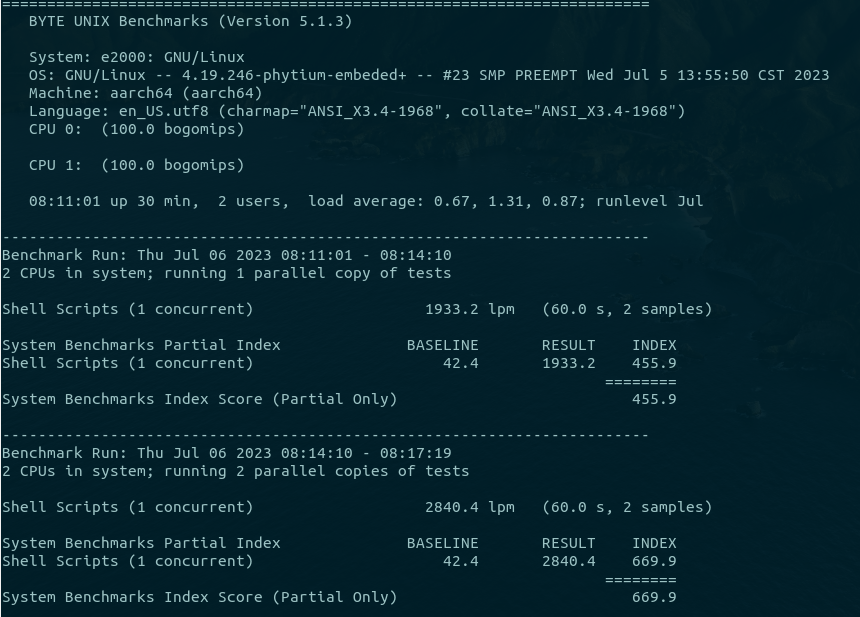 ========================================================================
   BYTE UNIX Benchmarks (Version 5.1.3)

   System: e2000: GNU/Linux
   OS: GNU/Linux -- 4.19.246-phytium-embeded+ -- #23 SMP PREEMPT Wed Jul 5 13:55:50 CST 2023
   Machine: aarch64 (aarch64)
   Language: en_US.utf8 (charmap="ANSI_X3.4-1968", collate="ANSI_X3.4-1968")
   CPU 0:  (100.0 bogomips)

   CPU 1:  (100.0 bogomips)

   08:11:01 up 30 min,  2 users,  load average: 0.67, 1.31, 0.87; runlevel Jul

------------------------------------------------------------------------
Benchmark Run: Thu Jul 06 2023 08:11:01 - 08:14:10
2 CPUs in system; running 1 parallel copy of tests

Shell Scripts (1 concurrent)                   1933.2 lpm   (60.0 s, 2 samples)

System Benchmarks Partial Index              BASELINE       RESULT    INDEX
Shell Scripts (1 concurrent)                     42.4       1933.2    455.9
                                                                   ========
System Benchmarks Index Score (Partial Only)                          455.9

------------------------------------------------------------------------
Benchmark Run: Thu Jul 06 2023 08:14:10 - 08:17:19
2 CPUs in system; running 2 parallel copies of tests

Shell Scripts (1 concurrent)                   2840.4 lpm   (60.0 s, 2 samples)

System Benchmarks Partial Index              BASELINE       RESULT    INDEX
Shell Scripts (1 concurrent)                     42.4       2840.4    669.9
                                                                   ========
System Benchmarks Index Score (Partial Only)                          669.9